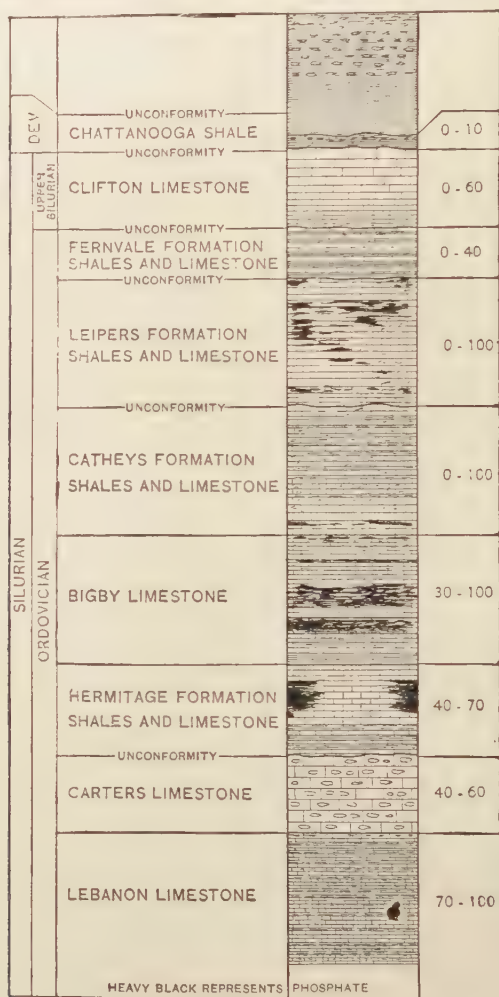 UNCONFORMITY
DEV
CHATTANOOGA SHALE
0-10
UNCONFORMITY
UPPER SILURIAN
CLIFTON LIMESTONE
0-60
UNCONFORMITY
FERNVALE FORMATION
SHALES AND LIMESTONE
0-40
UNCONFORMITY
LEIPERS FORMATION
SHALES AND LIMESTONE
0-100
UNCONFORMITY
CATHEYS FORMATION
SHALES AND LIMESTONE
0-100
SILURIAN
ORDOVICIAN
BIGBY LIMESTONE
30-100
HERMITAGE FORMATION
SHALES AND LIMESTONE
40-70
UNCONFORMITY
CARTERS LIMESTONE
40-60
LEBANON LIMESTONE
70-100
HEAVY BLACK REPRESENTS PHOSPHATE